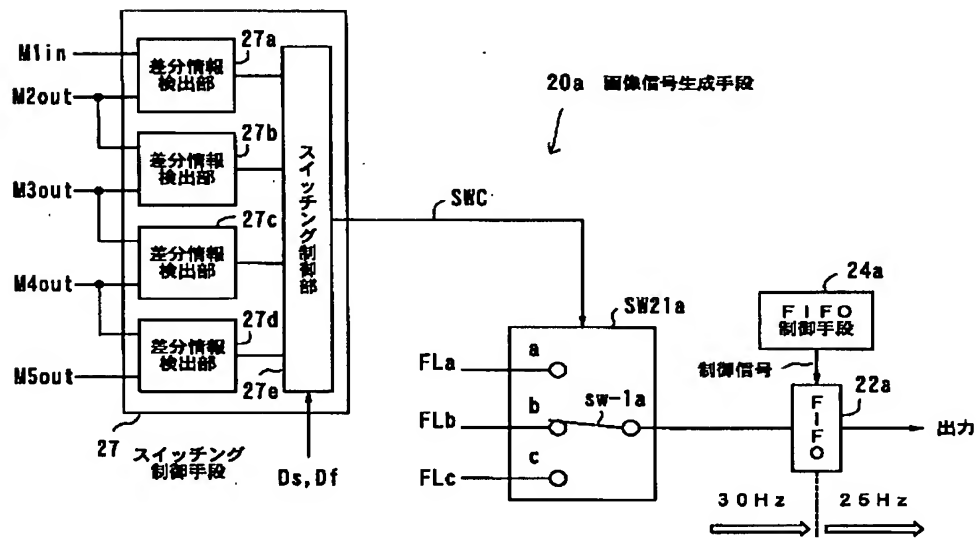 M1in
M2out
M3out
M4out
M5out
差分情報
検出部
27a
差分情報
検出部
27b
差分情報
検出部
27c
差分情報
検出部
27d
スイッチング制御部
27e
27 スイッチング
制御手段
Ds,Df
SWC
20a 画像信号生成手段
SW21a
FLa
FLb
FLc
a
b
c
sw-1a
24a
FIFO
制御手段
制御信号
22a
FIFO
出力
30Hz
25Hz